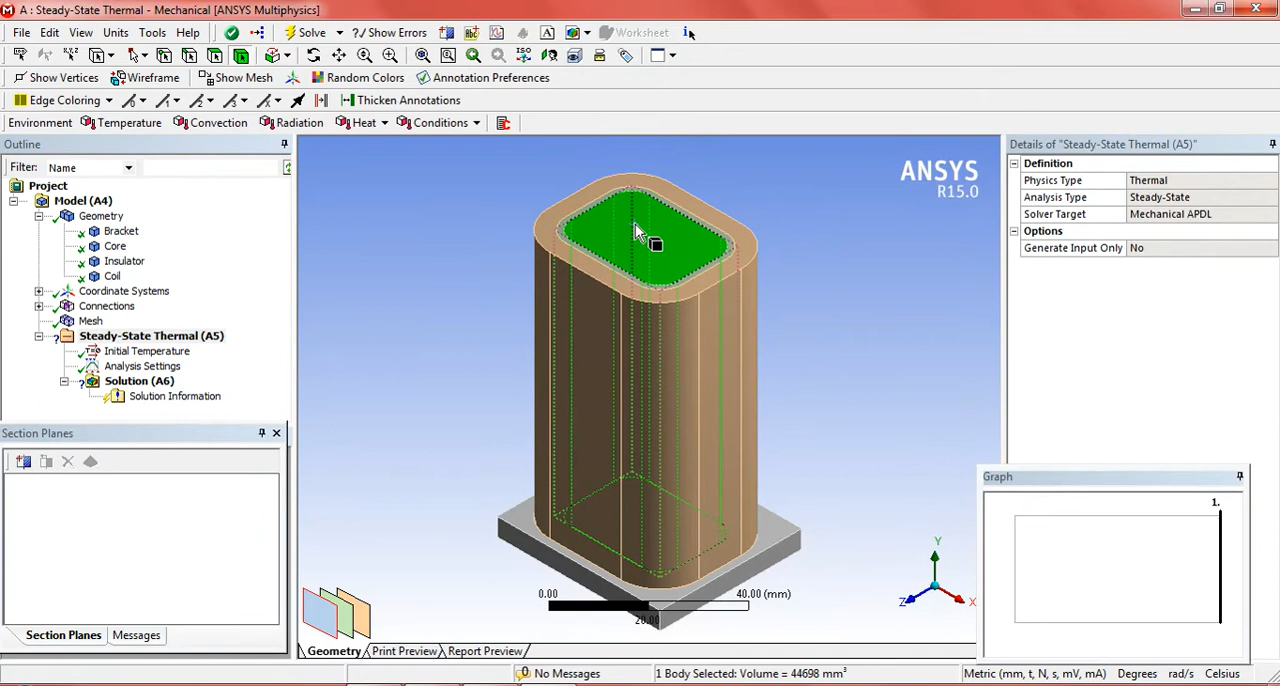 A : Steady-State Thermal - Mechanical [ANSYS Multiphysics]
File Edit View Units Tools Help Solve ?/ Show Errors A Worksheet
ISO
Show Vertices Wireframe Show Mesh Random Colors Annotation Preferences
Edge Coloring Thicken Annotations
Environment Temperature Convection Radiation Heat Conditions
Outline
Filter: Name
Project
Model (A4)
Geometry
Bracket
Core
Insulator
Coil
Coordinate Systems
Connections
Mesh
Steady-State Thermal (A5)
Initial Temperature
Analysis Settings
Solution (A6)
Solution Information
Section Planes
Section Planes Messages
ANSYS
R15.0
0.00 40.00 (mm)
20.00
Y
Z X
Geometry Print Preview Report Preview
Details of "Steady-State Thermal (A5)"
Definition
Physics Type Thermal
Analysis Type Steady-State
Solver Target Mechanical APDL
Options
Generate Input Only No
Graph
1.
No Messages 1 Body Selected: Volume = 44698 mm³ Metric (mm, t, N, s, mV, mA) Degrees rad/s Celsius